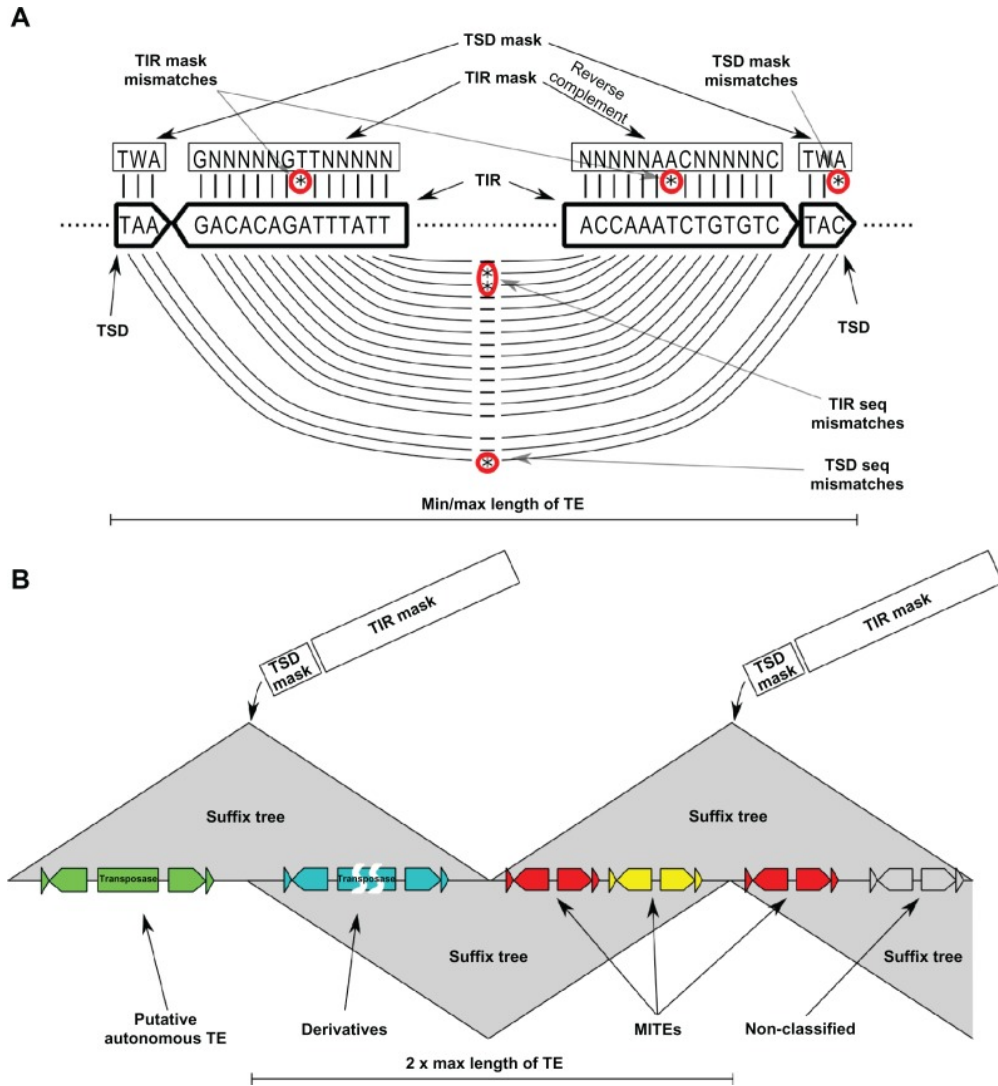 A
TSD mask
TIR mask
mismatches
TIR mask
Reverse
complement
TSD mask
mismatches
TWA
GNNNNNGTTNNNNN
NNNNNAACNNNNNC
TWA
*
*
*
TIR
TAA
GACACAGATTTATT
ACCAAATCTGTGTC
TAC
*
*
TSD
TSD
TIR seq
mismatches
*
TSD seq
mismatches
Min/max length of TE
B
TSD
mask
TIR mask
TSD
mask
TIR mask
Suffix tree
Suffix tree
Transposase
Transposase
Suffix tree
Suffix tree
Putative
autonomous TE
Derivatives
MITEs
Non-classified
2 x max length of TE